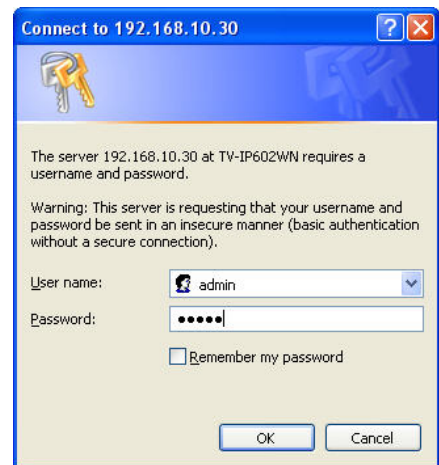 Connect to 192.168.10.30
The server 192.168.10.30 at TV-IP602WN requires a
username and password.
Warning: This server is requesting that your username and
password be sent in an insecure manner (basic authentication
without a secure connection).
User name: admin
Password: •••••
Remember my password
OK Cancel